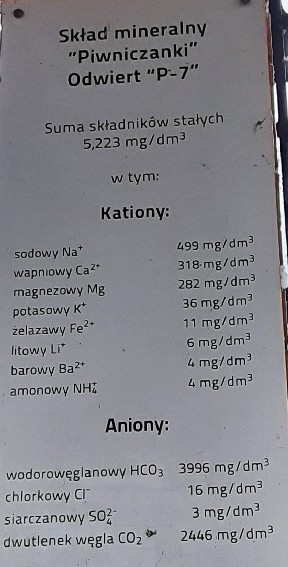 Skład mineralny
"Piwniczanki"
Odwiert "P-7"
Suma składników stałych
5,223 mg/dm³
w tym:
Kationy:
sodowy Na⁺ 499 mg/dm³
wapniowy Ca²⁺ 318 mg/dm³
magnezowy Mg 282 mg/dm³
potasowy K⁺ 36 mg/dm³
żelazawy Fe²⁺ 11 mg/dm³
litowy Li⁺ 6 mg/dm³
barowy Ba²⁺ 4 mg/dm³
amonowy NH₄⁺ 4 mg/dm³
Aniony:
wodorowęglanowy HCO₃ 3996 mg/dm³
chlorkowy Cl⁻ 16 mg/dm³
siarczanowy SO₄²⁻ 3 mg/dm³
dwutlenek węgla CO₂ 2446 mg/dm³